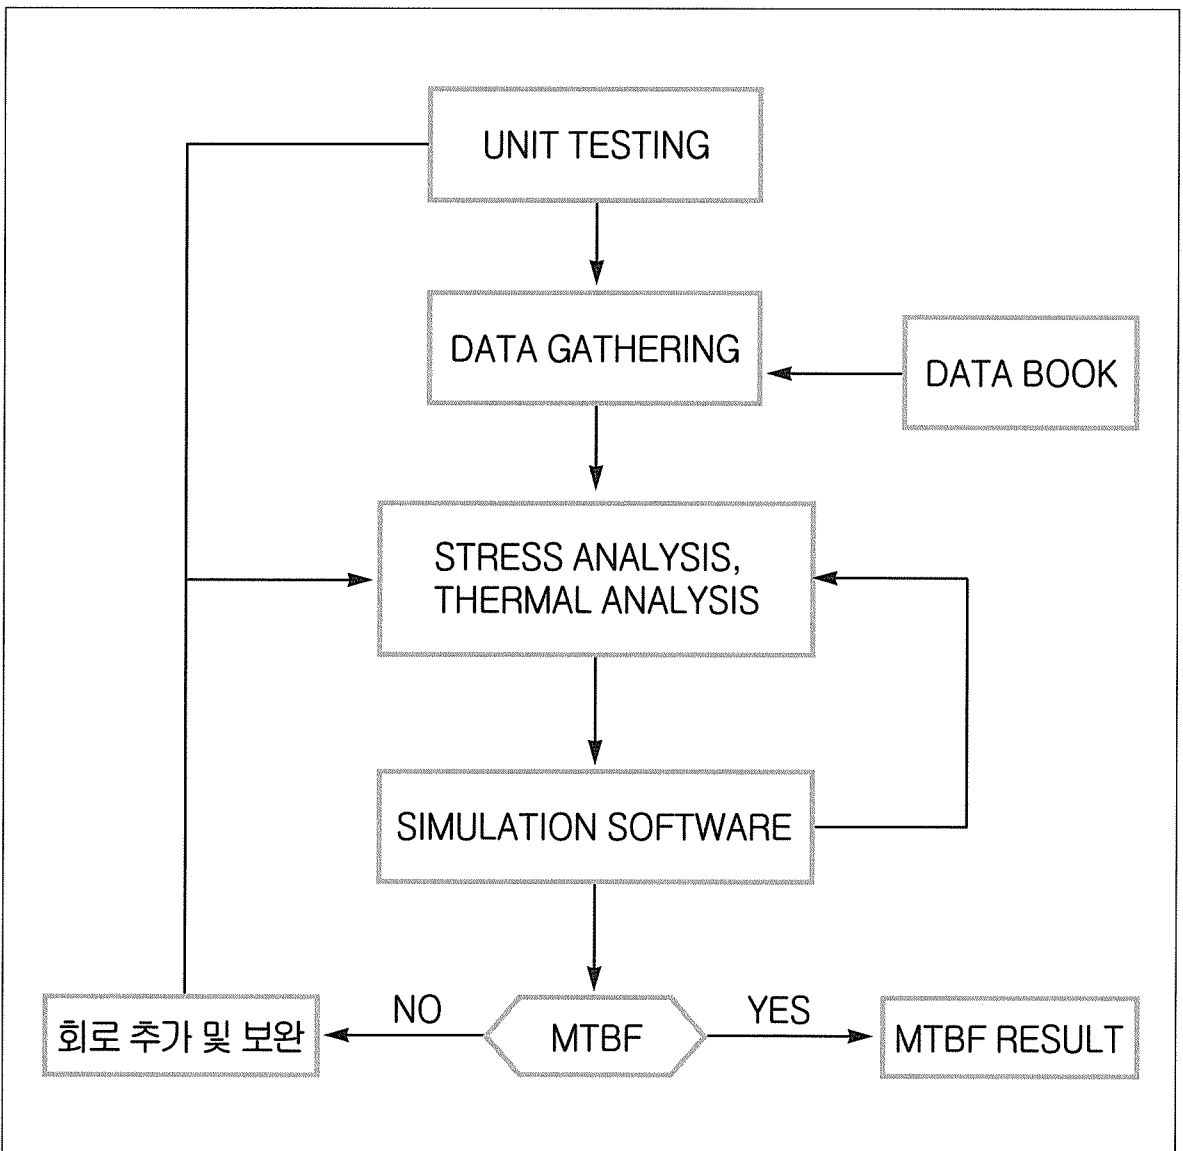 UNIT TESTING
DATA GATHERING
DATA BOOK
STRESS ANALYSIS,
THERMAL ANALYSIS
SIMULATION SOFTWARE
회로 추가 및 보완
NO
MTBF
YES
MTBF RESULT